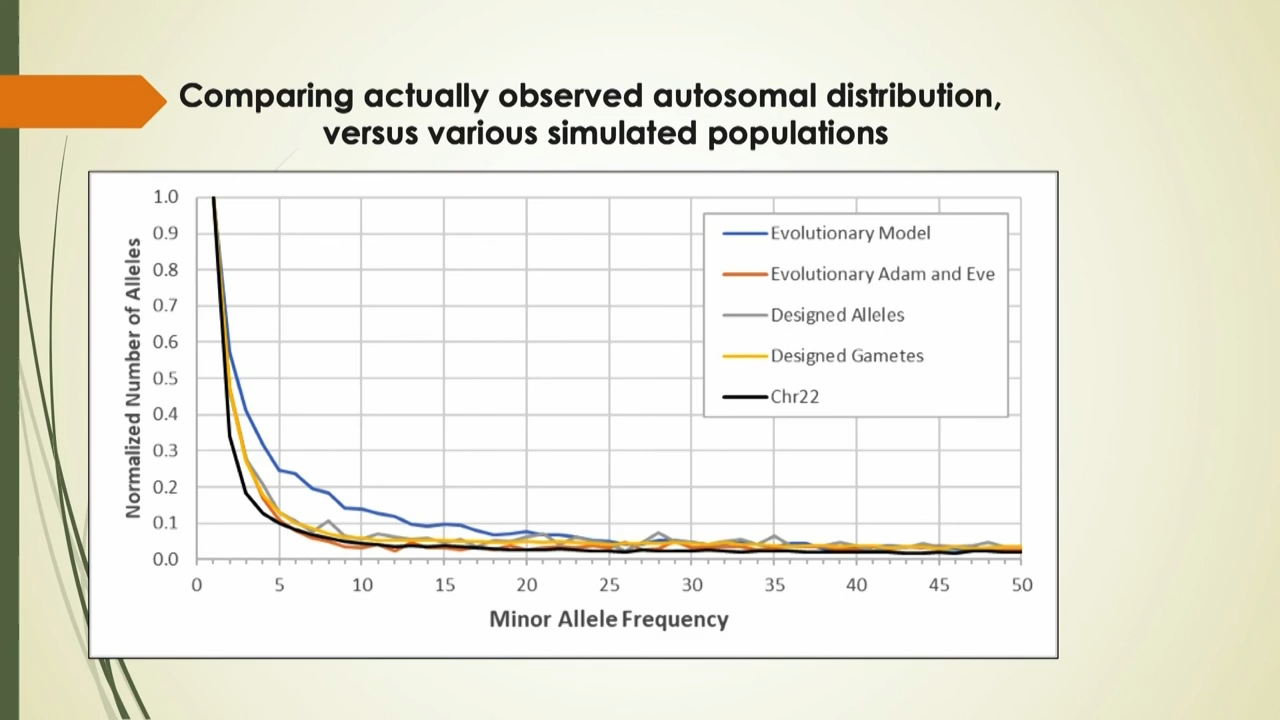 Comparing actually observed autosomal distribution,
versus various simulated populations
Normalized Number of Alleles
1.0
0.9
0.8
0.7
0.6
0.5
0.4
0.3
0.2
0.1
0.0
Evolutionary Model
Evolutionary Adam and Eve
Designed Alleles
Designed Gametes
Chr22
0 5 10 15 20 25 30 35 40 45 50
Minor Allele Frequency